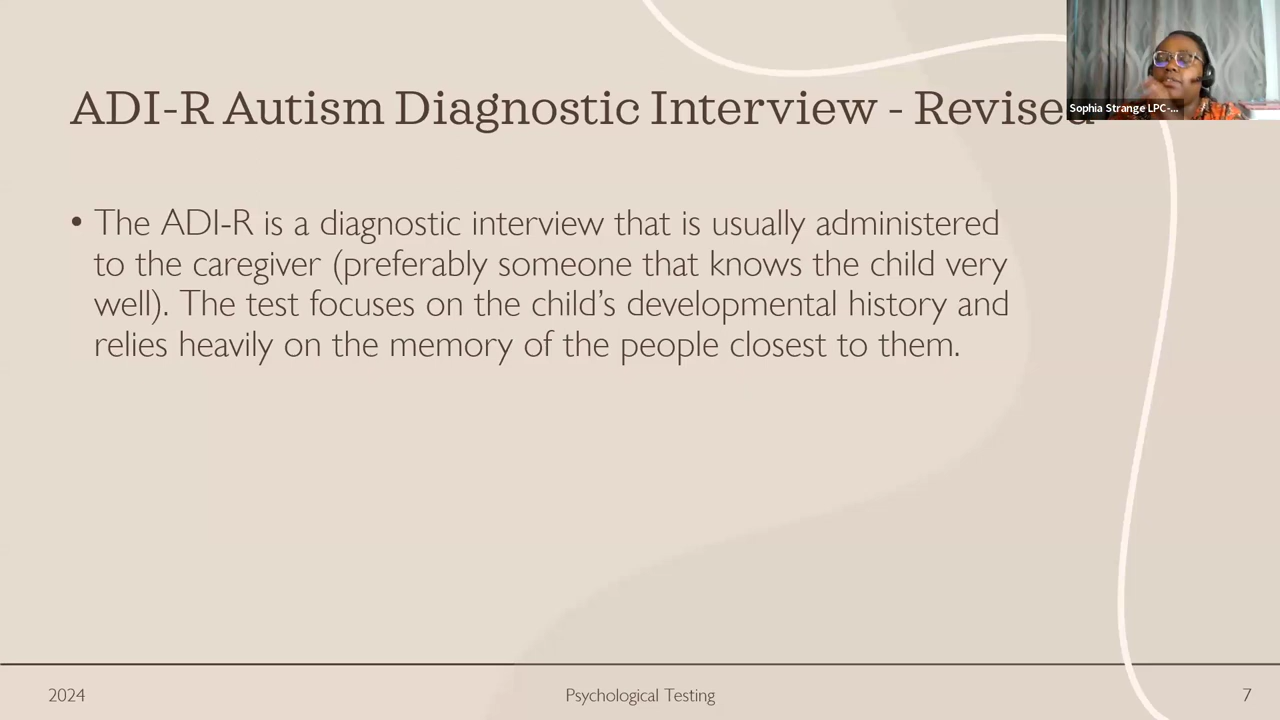 ADI-R Autism Diagnostic Interview - Revised
Sophia Strange LPC-...
• The ADI-R is a diagnostic interview that is usually administered
to the caregiver (preferably someone that knows the child very
well). The test focuses on the child’s developmental history and
relies heavily on the memory of the people closest to them.
2024
Psychological Testing
7